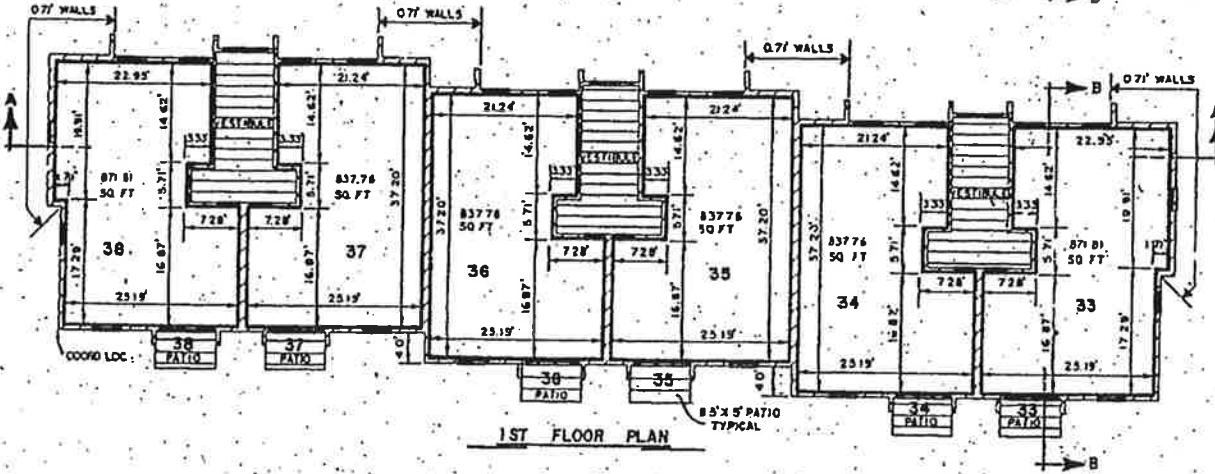 0.71' WALLS
0.71' WALLS
0.71' WALLS
0.71' WALLS
A
B
22.95'
21.24'
21.24'
21.24'
21.24'
22.95'
19.91'
14.62'
VESTIBULE
14.62'
3.33'
3.33'
871.81
SQ. FT
5.71'
5.71'
837.76
SQ. FT
37.20'
7.28'
7.28'
38
37
17.29'
16.87'
16.87'
25.19'
25.19'
COORD LOC.
38
PATIO
37
PATIO
4.0'
14.62'
VESTIBULE
14.62'
3.33
3.33
37.20'
837.76
SQ FT
5.71'
5.71'
837.76
SQ FT
37.20'
7.28'
7.28'
36
35
16.87'
16.87'
25.19'
25.19'
PATIO
35
4.0'
8.5' X 5' PATIO
TYPICAL
14.62'
VESTIBULE
14.62'
19.91'
3.33
3.33
837.76
SQ. FT
5.71'
5.71'
871.81
SQ. FT
1.71'
7.28'
7.28'
34
33
16.87'
16.87'
17.29'
25.19'
25.19'
34
PATIO
33
PATIO
B
1ST FLOOR PLAN